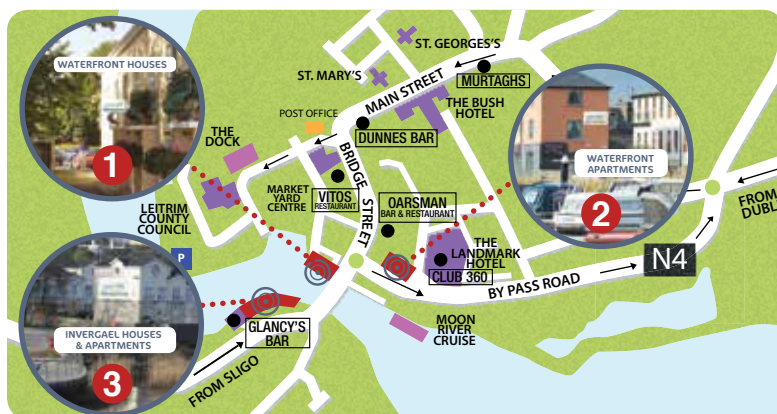 WATERFRONT HOUSES
1
ST. GEORGES'S
ST. MARY'S
MURTAGHS
MAIN STREET
THE BUSH
HOTEL
POST OFFICE
THE
DOCK
DUNNES BAR
BRIDGE STREET
WATERFRONT
APARTMENTS
2
MARKET
YARD
CENTRE
VITOS
RESTAURANT
OARSMAN
BAR & RESTAURANT
LEITRIM
COUNTY
COUNCIL
P
FROM
DUBL
THE
LANDMARK
HOTEL
CLUB 360
N4
BY PASS ROAD
MOON
RIVER
CRUISE
GLANCY'S
BAR
INVERGAEL HOUSES
& APARTMENTS
3
FROM SLIGO